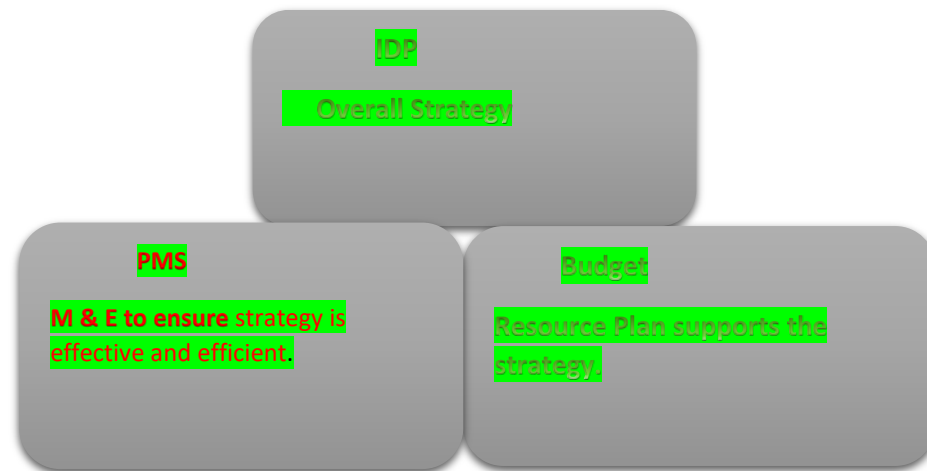 IDP
Overall Strategy
PMS
M & E to ensure strategy is
effective and efficient.
Budget
Resource Plan supports the
strategy.